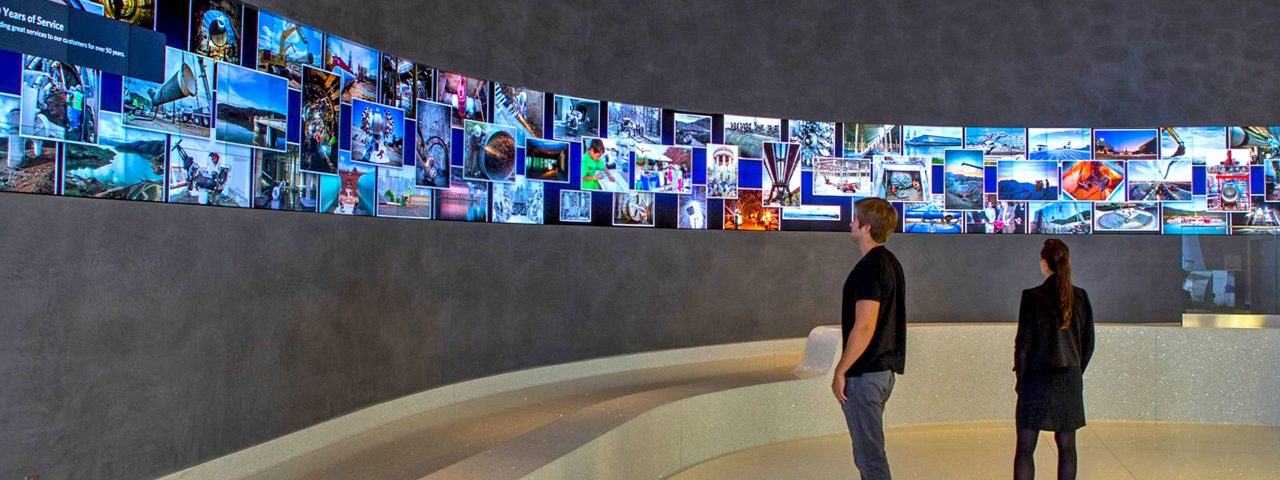 Years of Service
ding great services to our customers for over 50 years.